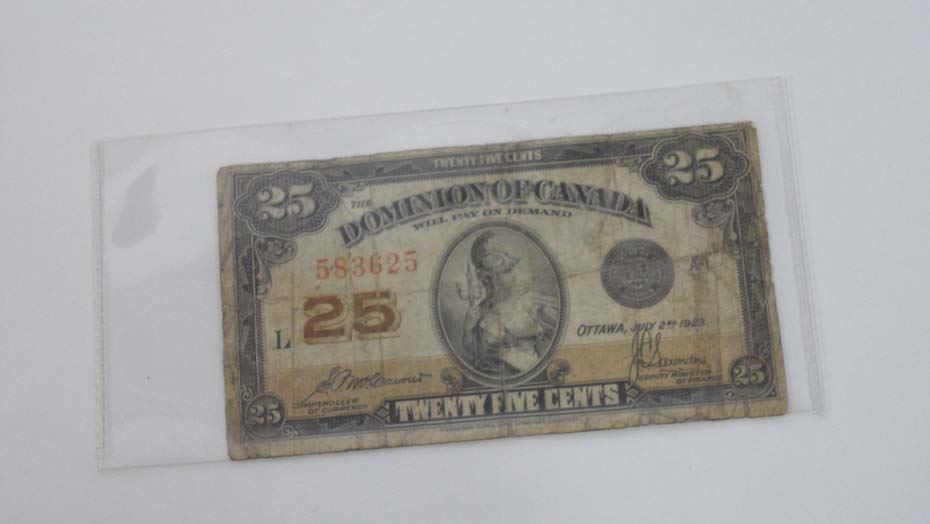 TWENTY FIVE CENTS
25
25
THE
DOMINION OF CANADA
WILL PAY ON DEMAND
583625
25
L
OTTAWA, JULY 2ND 1923.
COMPTROLLER
OF CURRENCY
Saunders
DEPUTY MINISTER
OF FINANCE
25
TWENTY FIVE CENTS
25